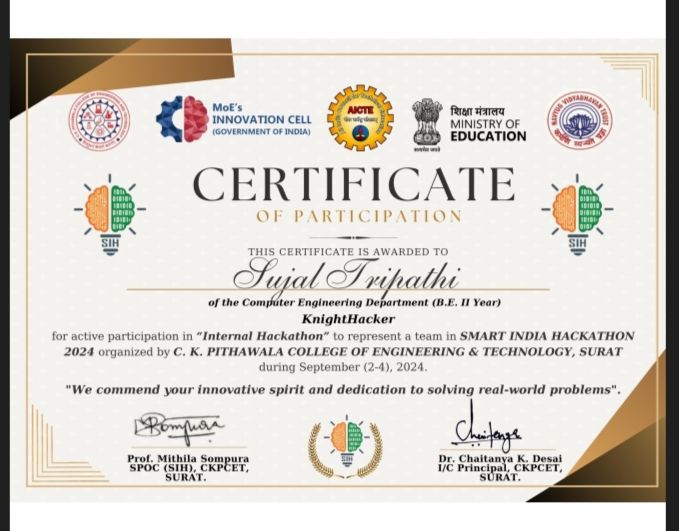 MoE's
INNOVATION CELL
(GOVERNMENT OF INDIA)
AICTE
शिक्षा मंत्रालय
MINISTRY OF
EDUCATION
NAVYUG VIDYABHAVAN TRUST
CERTIFICATE
OF PARTICIPATION
SIH
SIH
THIS CERTIFICATE IS AWARDED TO
Sujal Tripathi
of the Computer Engineering Department (B.E. II Year)
KnightHacker
for active participation in “Internal Hackathon” to represent a team in SMART INDIA HACKATHON
2024 organized by C. K. PITHAWALA COLLEGE OF ENGINEERING & TECHNOLOGY, SURAT
during September (2-4), 2024.
"We commend your innovative spirit and dedication to solving real-world problems".
Prof. Mithila Sompura
SPOC (SIH), CKPCET,
SURAT.
SIH
Dr. Chaitanya K. Desai
I/C Principal, CKPCET,
SURAT.